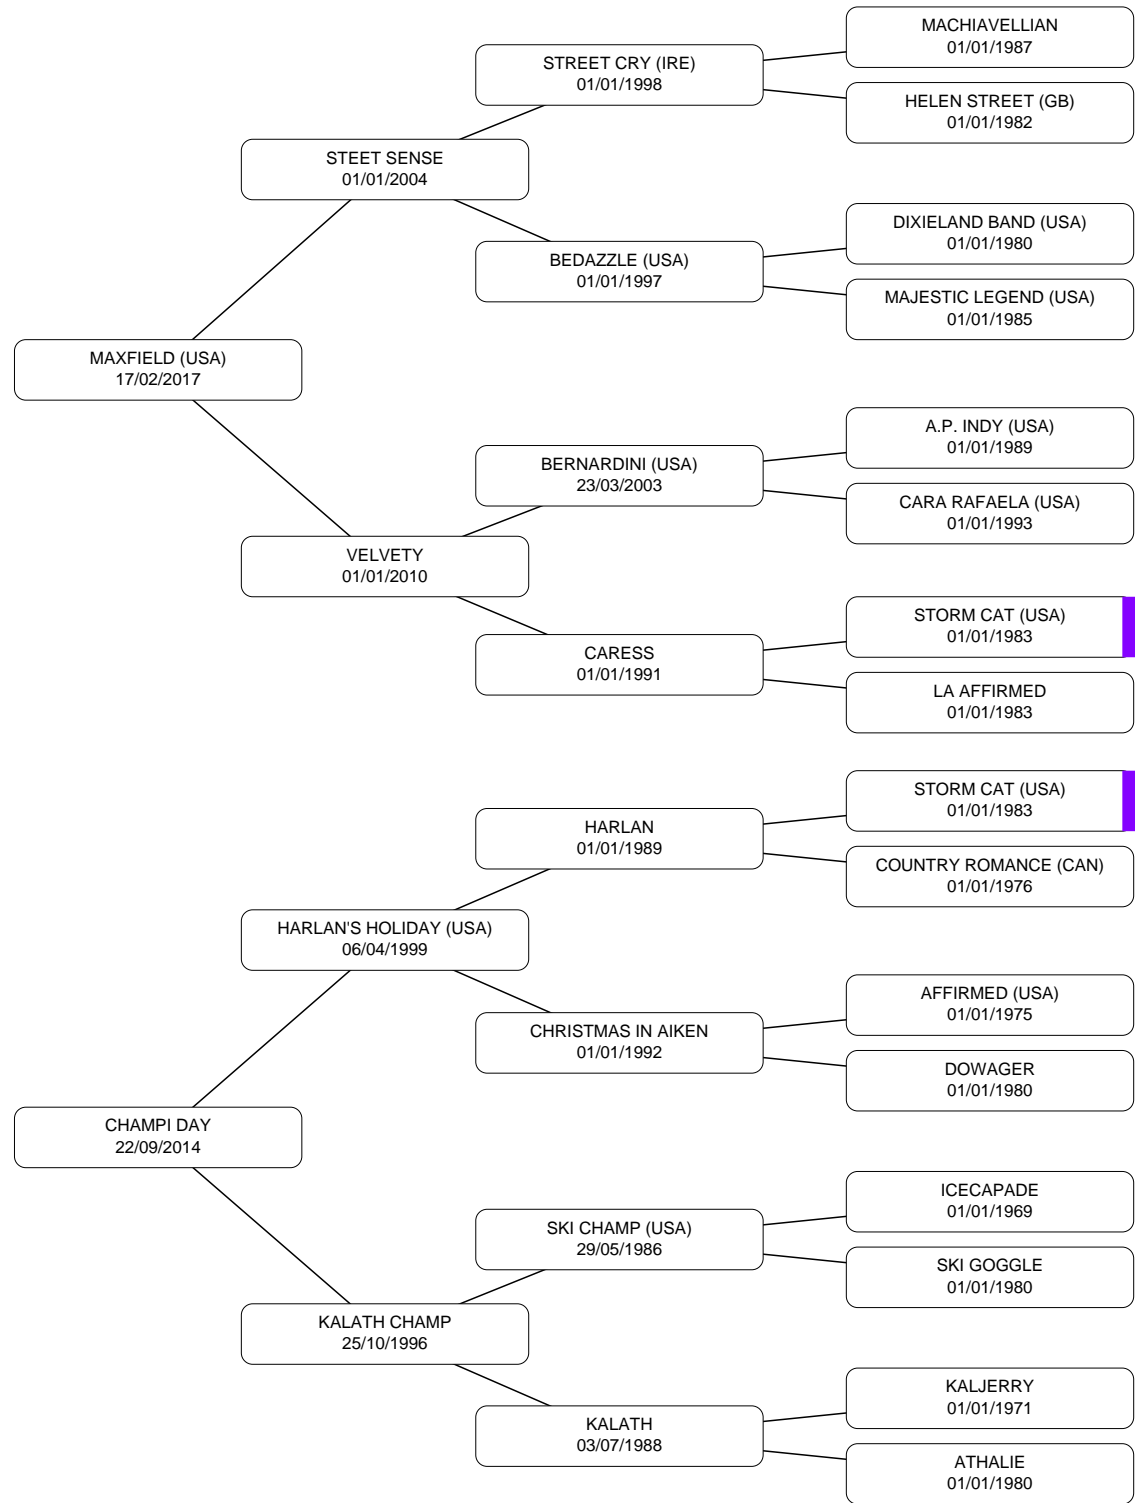 MACHIAVELLIAN
01/01/1987
STREET CRY (IRE)
01/01/1998
HELEN STREET (GB)
01/01/1982
STEET SENSE
01/01/2004
DIXIELAND BAND (USA)
01/01/1980
BEDAZZLE (USA)
01/01/1997
MAJESTIC LEGEND (USA)
01/01/1985
MAXFIELD (USA)
17/02/2017
A.P. INDY (USA)
01/01/1989
BERNARDINI (USA)
23/03/2003
CARA RAFAELA (USA)
01/01/1993
VELVETY
01/01/2010
STORM CAT (USA)
01/01/1983
CARESS
01/01/1991
LA AFFIRMED
01/01/1983
STORM CAT (USA)
01/01/1983
HARLAN
01/01/1989
COUNTRY ROMANCE (CAN)
01/01/1976
HARLAN'S HOLIDAY (USA)
06/04/1999
AFFIRMED (USA)
01/01/1975
CHRISTMAS IN AIKEN
01/01/1992
DOWAGER
01/01/1980
CHAMPI DAY
22/09/2014
ICECAPADE
01/01/1969
SKI CHAMP (USA)
29/05/1986
SKI GOGGLE
01/01/1980
KALATH CHAMP
25/10/1996
KALJERRY
01/01/1971
KALATH
03/07/1988
ATHALIE
01/01/1980